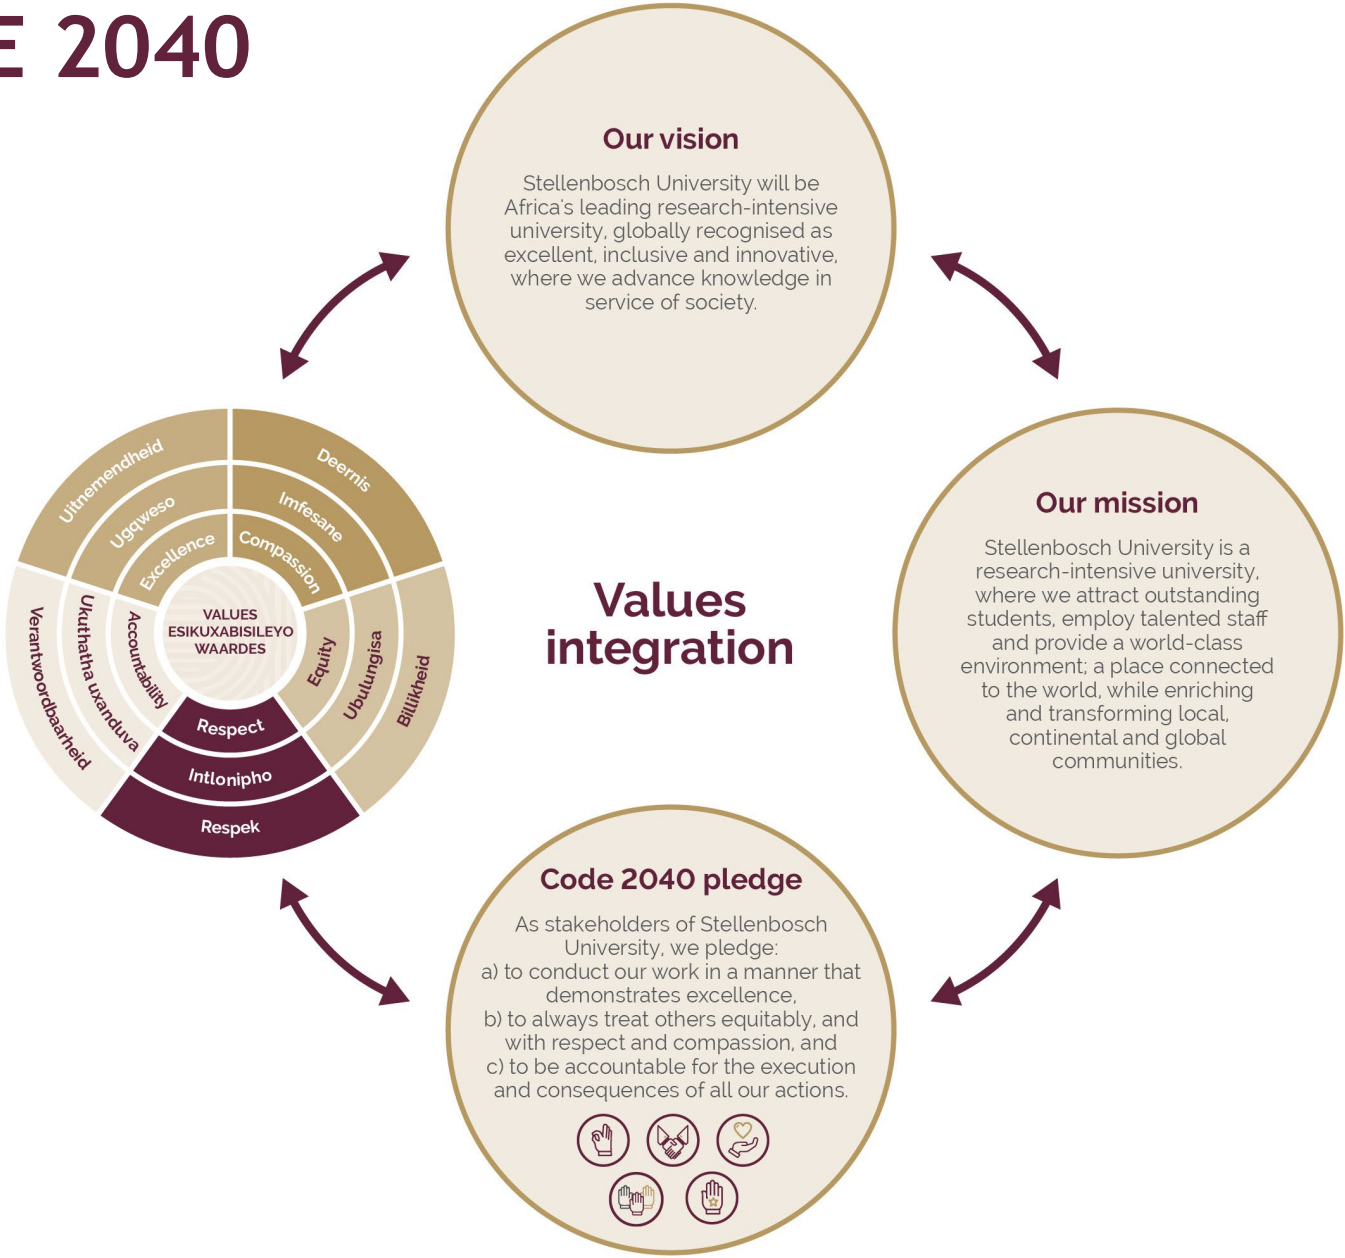 E 2040
Our vision
Stellenbosch University will be
Africa's leading research-intensive
university, globally recognised as
excellent, inclusive and innovative,
where we advance knowledge in
service of society.
Uitnemendheid
Ugqweso
Excellence
Deernis
Imfesane
Compassion
VALUES
ESIKUXABISILEYO
WAARDES
Verantwoordbaarheid
Ukuthatha uxanduva
Accountability
Equity
Ubulungisa
Billikheid
Respect
Intlonipho
Respek
Values
integration
Our mission
Stellenbosch University is a
research-intensive university,
where we attract outstanding
students, employ talented staff
and provide a world-class
environment; a place connected
to the world, while enriching
and transforming local,
continental and global
communities.
Code 2040 pledge
As stakeholders of Stellenbosch
University, we pledge:
a) to conduct our work in a manner that
demonstrates excellence,
b) to always treat others equitably, and
with respect and compassion, and
c) to be accountable for the execution
and consequences of all our actions.